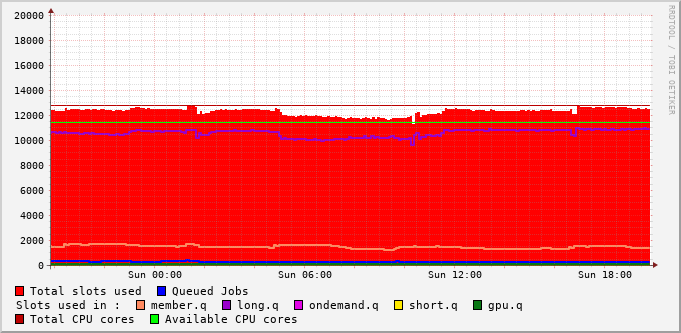 RRDTOOL / TOBI OETIKER
20000
18000
16000
14000
12000
10000
8000
6000
4000
2000
0
Sun 00:00 Sun 06:00 Sun 12:00 Sun 18:00
Total slots used Queued Jobs
Slots used in : member.q long.q ondemand.q short.q gpu.q
Total CPU cores Available CPU cores